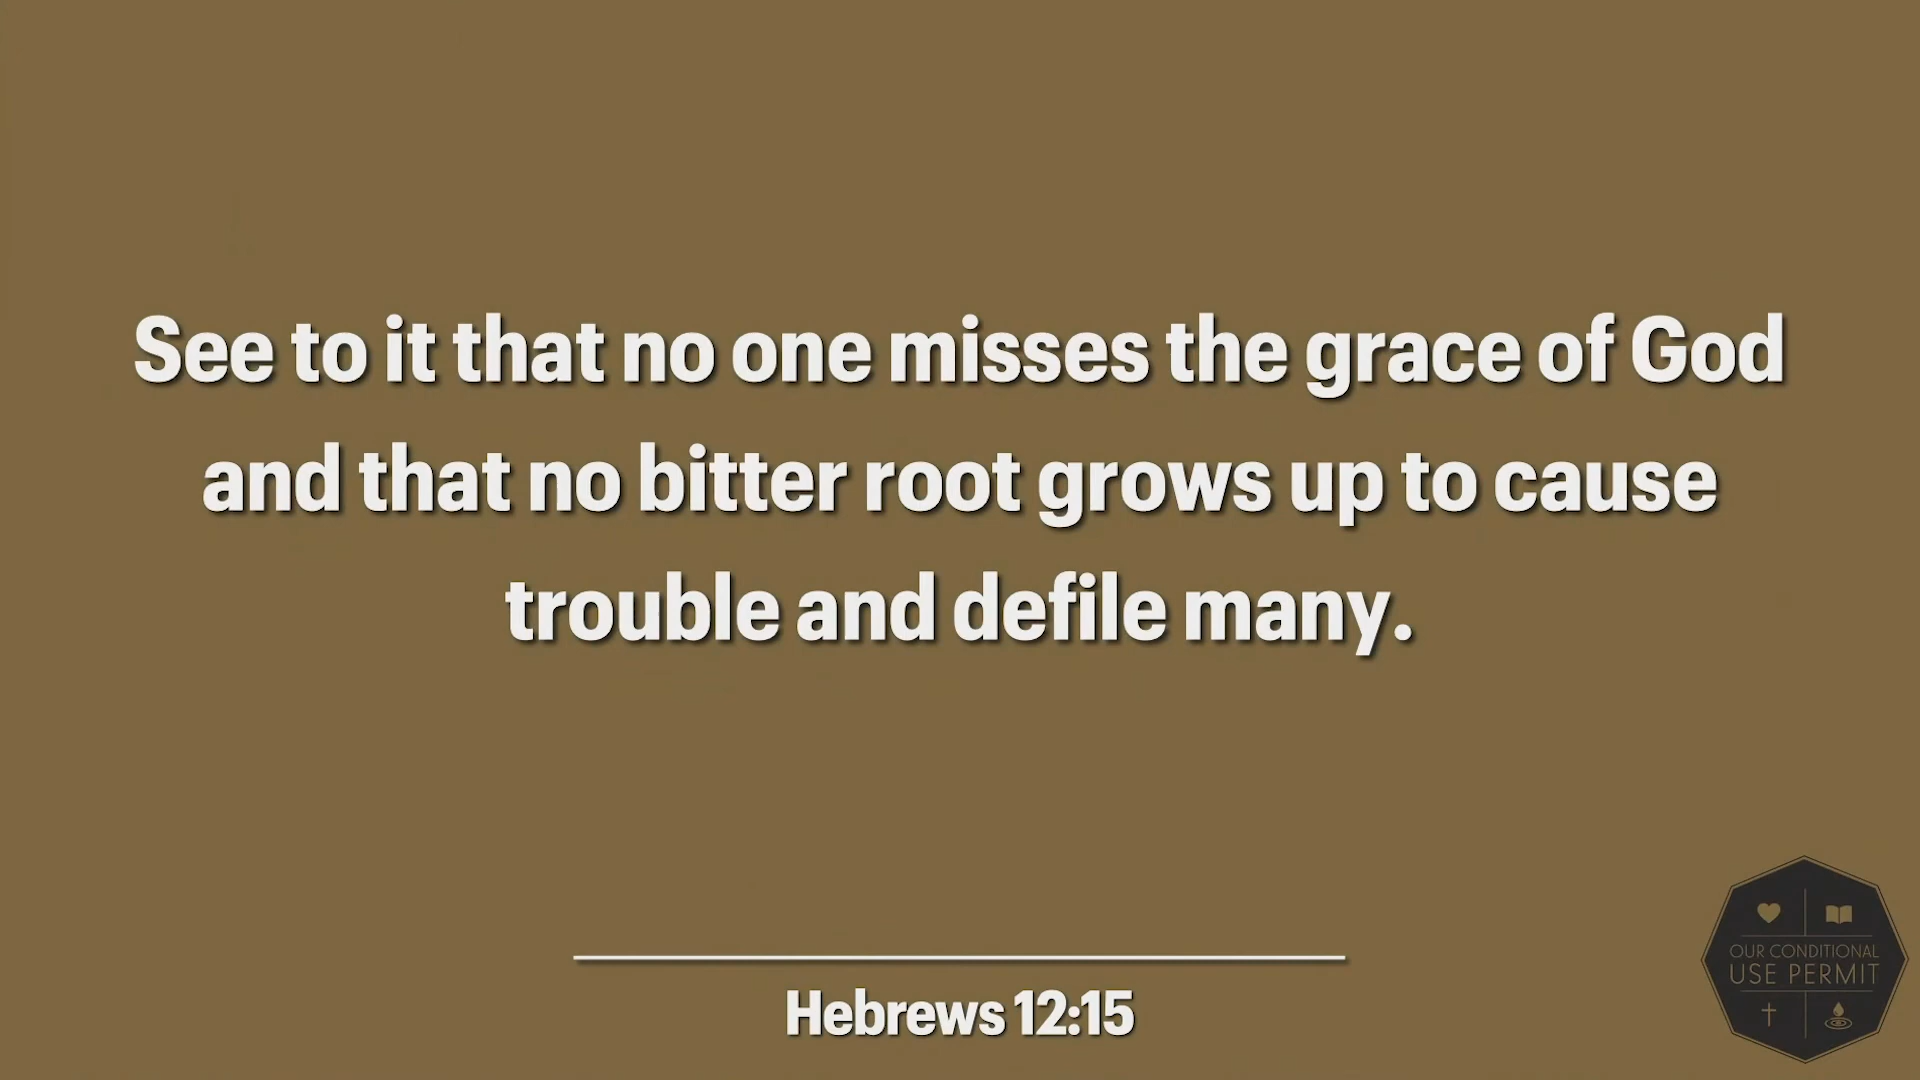 See to it that no one misses the grace of God
and that no bitter root grows up to cause
trouble and defile many.
Hebrews 12:15
OUR CONDITIONAL
USE PERMIT